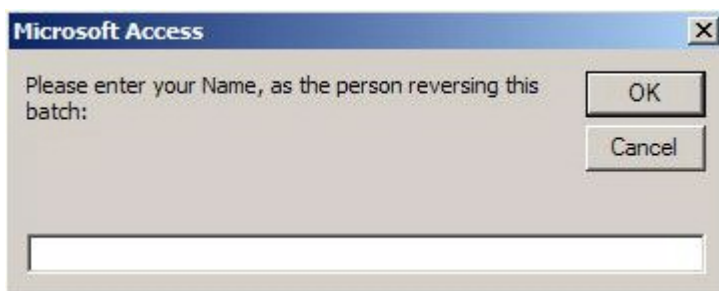 Microsoft Access
Please enter your Name, as the person reversing this
batch:
OK
Cancel